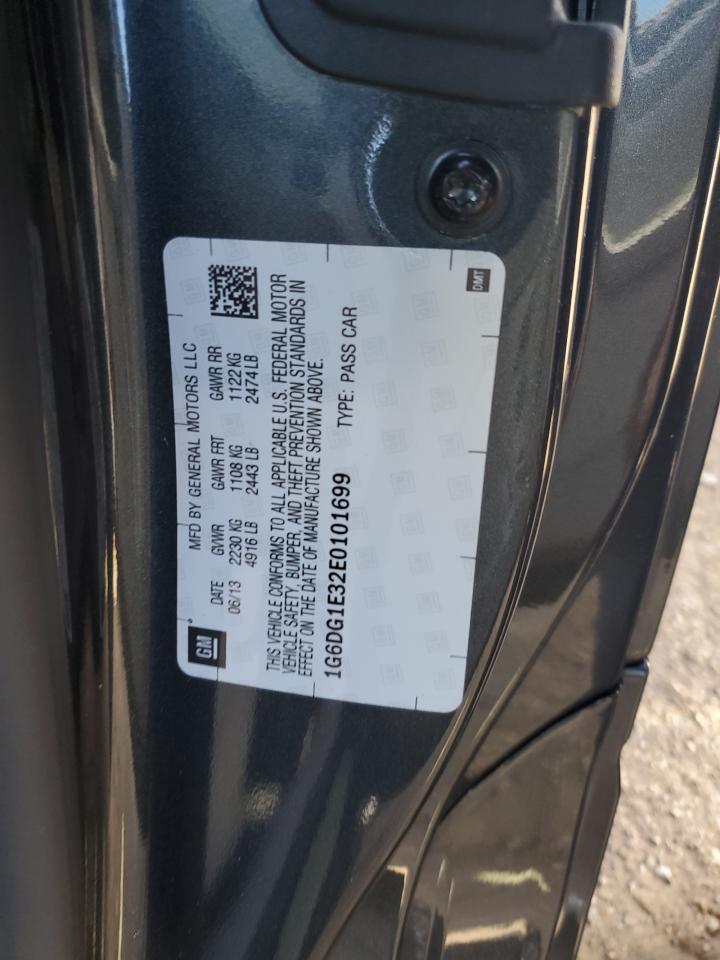 GM
MFD BY GENERAL MOTORS LLC
DATE GVWR GAWR FRT GAWR RR
06/13 2230 KG 1108 KG 1122 KG
4916 LB 2443 LB 2474 LB
THIS VEHICLE CONFORMS TO ALL APPLICABLE U.S. FEDERAL MOTOR
VEHICLE SAFETY, BUMPER, AND THEFT PREVENTION STANDARDS IN
EFFECT ON THE DATE OF MANUFACTURE SHOWN ABOVE.
1G6DG1E32E0101699 TYPE: PASS CAR
DMT